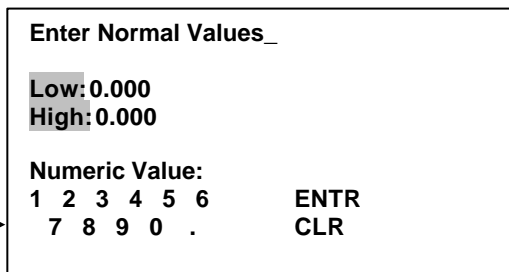 Enter Normal Values_
Low: 0.000
High: 0.000
Numeric Value:
1 2 3 4 5 6 ENTR
7 8 9 0 . CLR